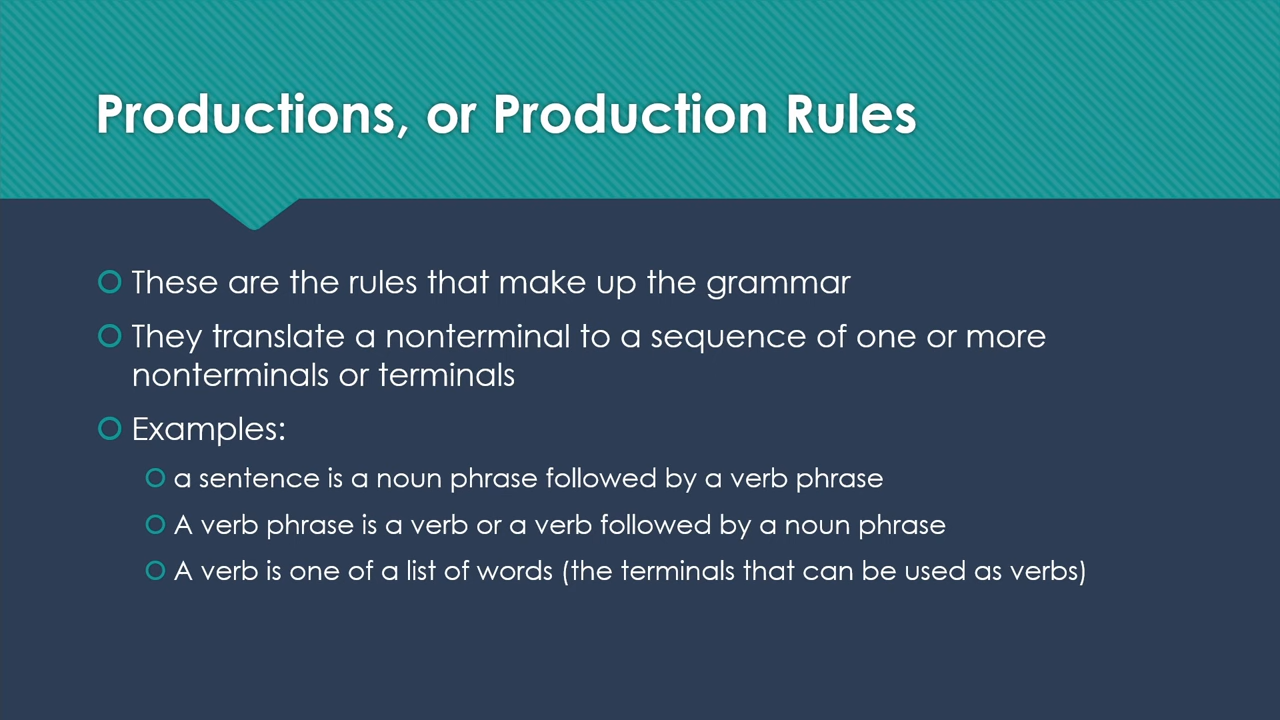 Productions, or Production Rules
These are the rules that make up the grammar
They translate a nonterminal to a sequence of one or more
nonterminals or terminals
Examples:
a sentence is a noun phrase followed by a verb phrase
A verb phrase is a verb or a verb followed by a noun phrase
A verb is one of a list of words (the terminals that can be used as verbs)